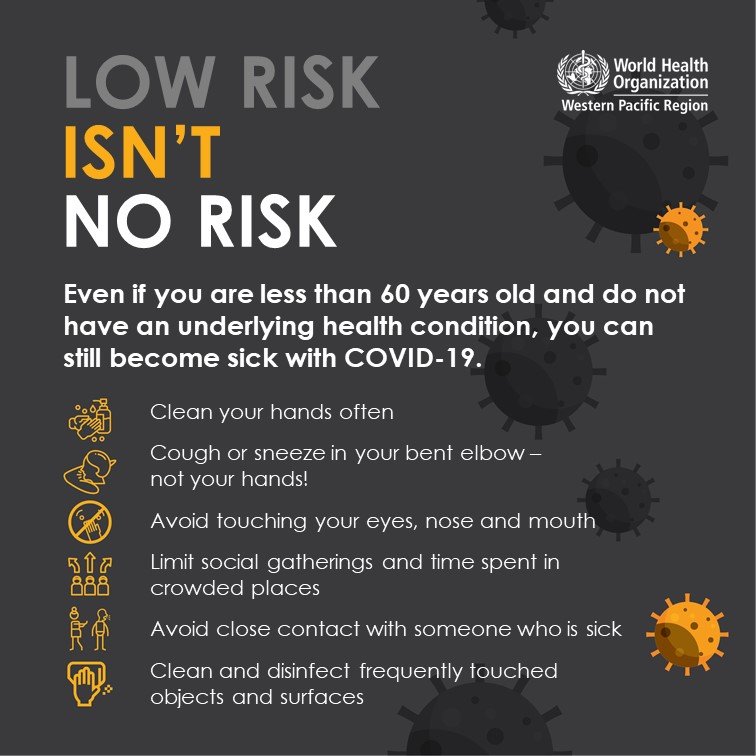 LOW RISK
ISN'T
NO RISK
World Health
Organization
Western Pacific Region
Even if you are less than 60 years old and do not
have an underlying health condition, you can
still become sick with COVID-19.
Clean your hands often
Cough or sneeze in your bent elbow –
not your hands!
Avoid touching your eyes, nose and mouth
Limit social gatherings and time spent in
crowded places
Avoid close contact with someone who is sick
Clean and disinfect frequently touched
objects and surfaces